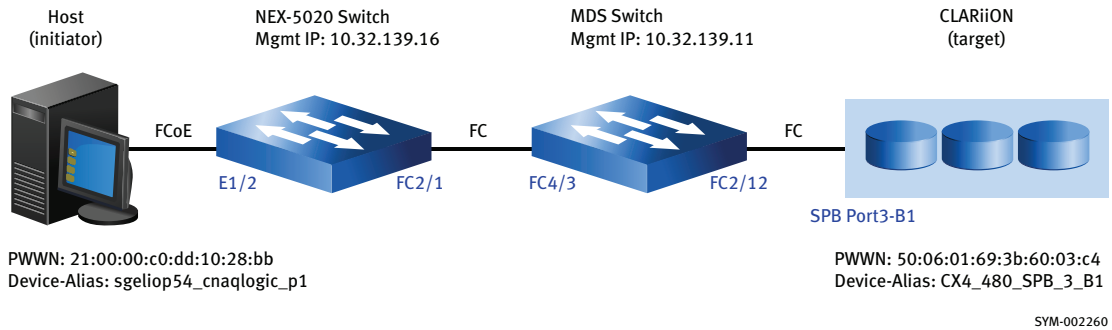 Host
(initiator)
NEX-5020 Switch
Mgmt IP: 10.32.139.16
MDS Switch
Mgmt IP: 10.32.139.11
CLARiiON
(target)
FCoE
FC
FC
E1/2
FC2/1
FC4/3
FC2/12
SPB Port3-B1
PWWN: 21:00:00:c0:dd:10:28:bb
Device-Alias: sgeliop54_cnaqlogic_p1
PWWN: 50:06:01:69:3b:60:03:c4
Device-Alias: CX4_480_SPB_3_B1
SYM-002260